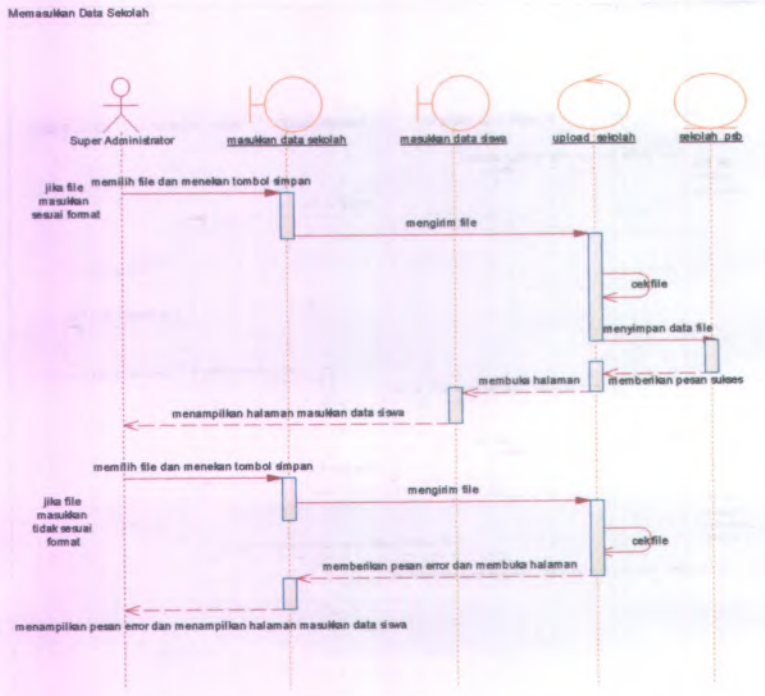 Memasukkan Data Sekolah
Super Administrator
masukkan data sekolah
masukkan data siswa
upload_sekolah
sekolah_psb
jika file
masukkan
sesuai format
memilih file dan menekan tombol simpan
mengirim file
cekfile
menyimpan data file
memberikan pesan sukses
membuka halaman
menampilkan halaman masukkan data siswa
memilih file dan menekan tombol simpan
jika file
masukkan
tidak sesuai
format
mengirim file
cekfile
memberikan pesan error dan membuka halaman
menampilkan pesan error dan menampilkan halaman masukkan data siswa